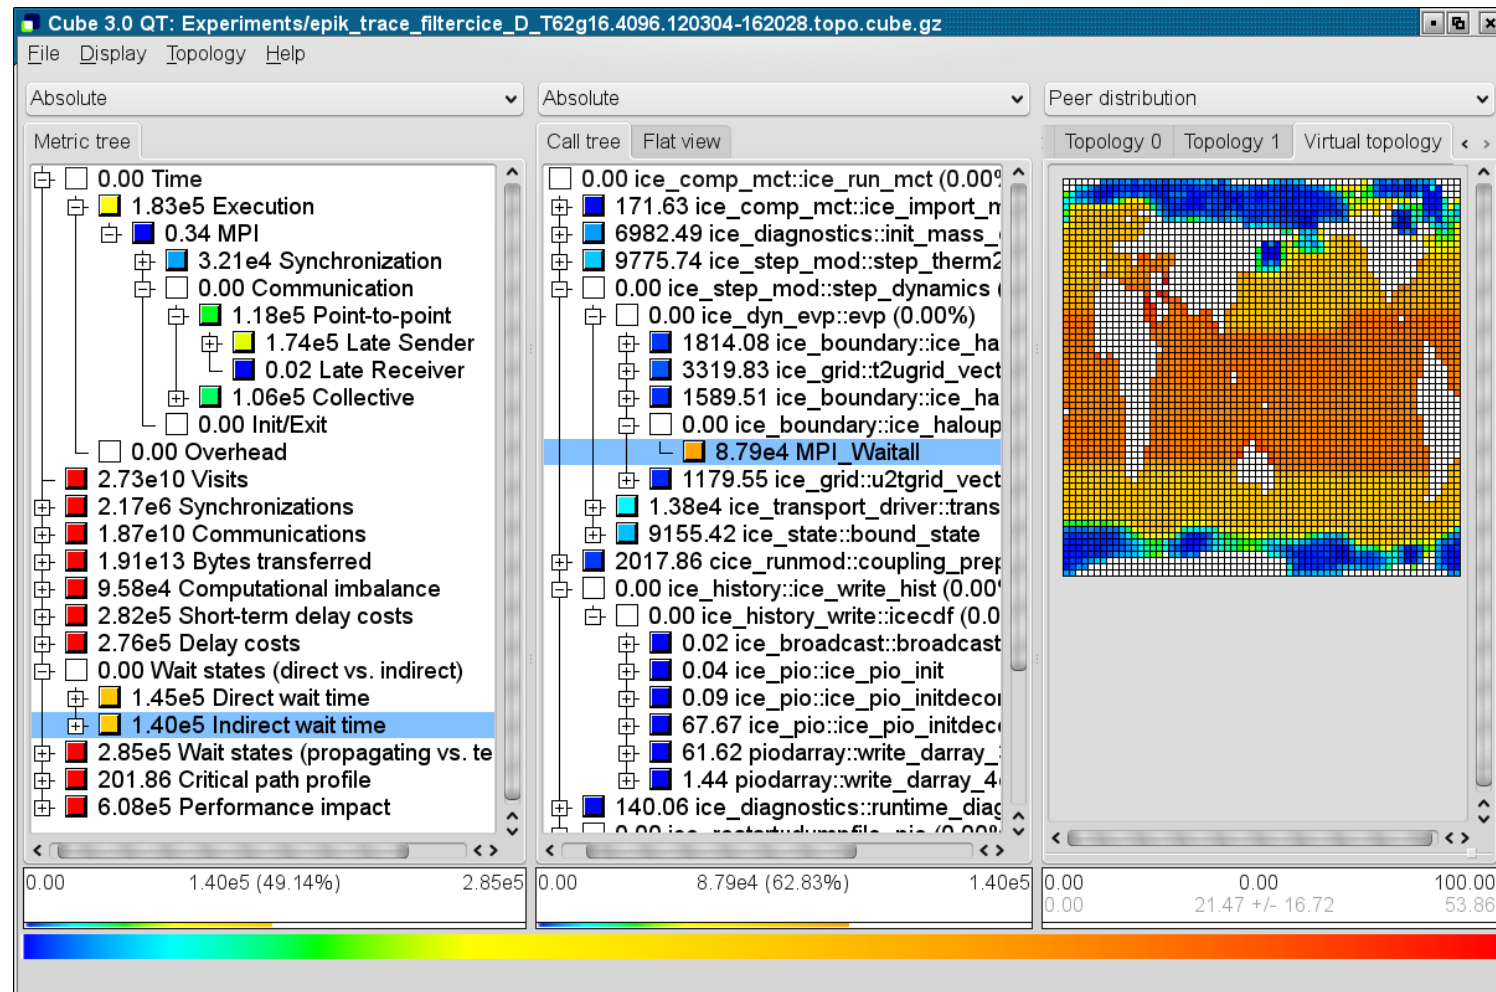 Cube 3.0 QT: Experiments/epik_trace_filtercice_D_T62g16.4096.120304-162028.topo.cube.gz
File Display Topology Help
Absolute
Metric tree
0.00 Time
1.83e5 Execution
0.34 MPI
3.21e4 Synchronization
0.00 Communication
1.18e5 Point-to-point
1.74e5 Late Sender
0.02 Late Receiver
1.06e5 Collective
0.00 Init/Exit
0.00 Overhead
2.73e10 Visits
2.17e6 Synchronizations
1.87e10 Communications
1.91e13 Bytes transferred
9.58e4 Computational imbalance
2.82e5 Short-term delay costs
2.76e5 Delay costs
0.00 Wait states (direct vs. indirect)
1.45e5 Direct wait time
1.40e5 Indirect wait time
2.85e5 Wait states (propagating vs. te
201.86 Critical path profile
6.08e5 Performance impact
0.00 1.40e5 (49.14%) 2.85e5
Absolute
Call tree Flat view
0.00 ice_comp_mct::ice_run_mct (0.00%
171.63 ice_comp_mct::ice_import_m
6982.49 ice_diagnostics::init_mass_
9775.74 ice_step_mod::step_therm2
0.00 ice_step_mod::step_dynamics (
0.00 ice_dyn_evp::evp (0.00%)
1814.08 ice_boundary::ice_ha
3319.83 ice_grid::t2ugrid_vect
1589.51 ice_boundary::ice_ha
0.00 ice_boundary::ice_haloup
8.79e4 MPI_Waitall
1179.55 ice_grid::u2tgrid_vect
1.38e4 ice_transport_driver::trans
9155.42 ice_state::bound_state
2017.86 cice_runmod::coupling_prep
0.00 ice_history::ice_write_hist (0.00%
0.00 ice_history_write::icecdf (0.0
0.02 ice_broadcast::broadcast
0.04 ice_pio::ice_pio_init
0.09 ice_pio::ice_pio_initdecom
67.67 ice_pio::ice_pio_initdeco
61.62 piodarray::write_darray_
1.44 piodarray::write_darray_4
140.06 ice_diagnostics::runtime_diag
0.00 ice_restart::dumpfile_pio (0.00%
0.00 8.79e4 (62.83%) 1.40e5
Peer distribution
Topology 0 Topology 1 Virtual topology
0.00 0.00 100.00
0.00 21.47 +/- 16.72 53.86